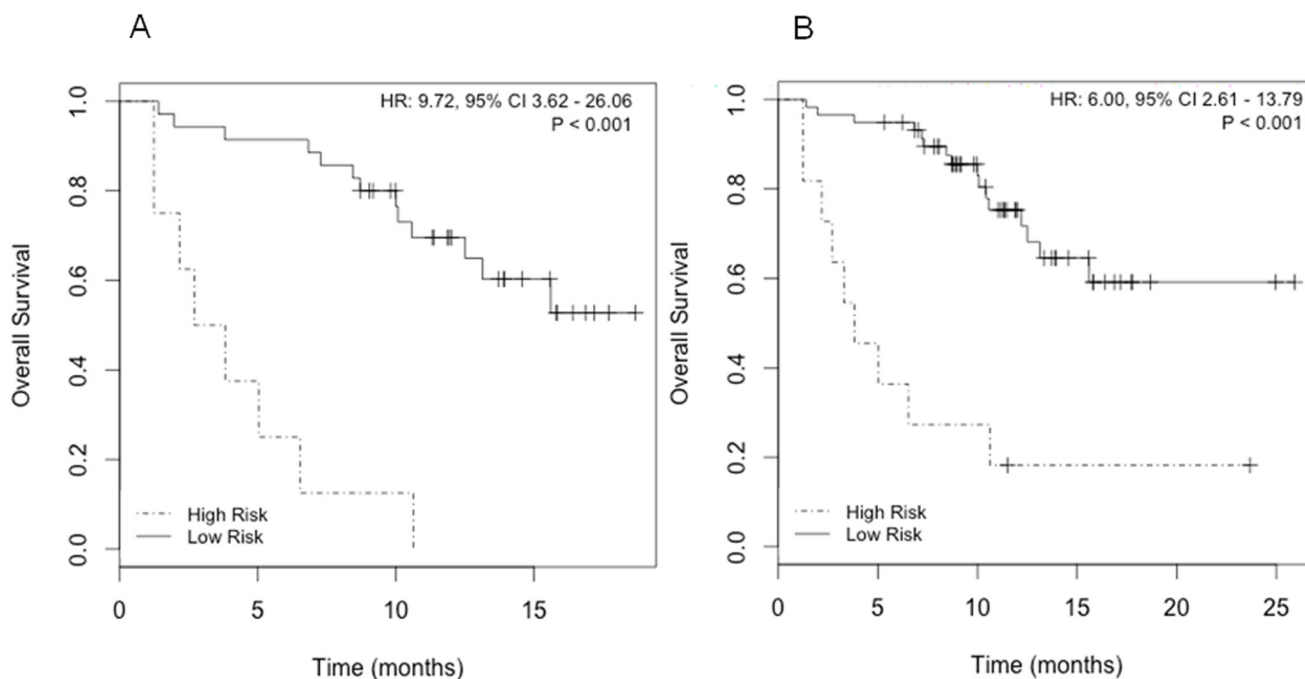 A
HR: 9.72, 95% CI 3.62 - 26.06
P < 0.001
Overall Survival
1.0
0.8
0.6
0.4
0.2
0.0
High Risk
Low Risk
0 5 10 15
Time (months)
B
HR: 6.00, 95% CI 2.61 - 13.79
P < 0.001
Overall Survival
1.0
0.8
0.6
0.4
0.2
0.0
High Risk
Low Risk
0 5 10 15 20 25
Time (months)